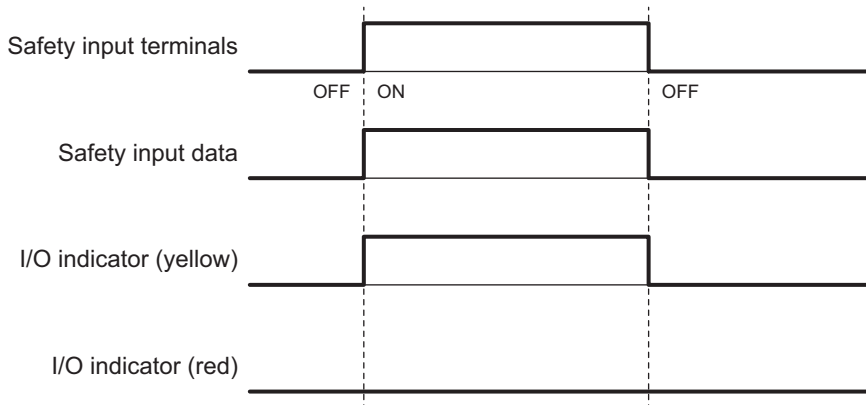 Safety input terminals
OFF ON OFF
Safety input data
I/O indicator (yellow)
I/O indicator (red)